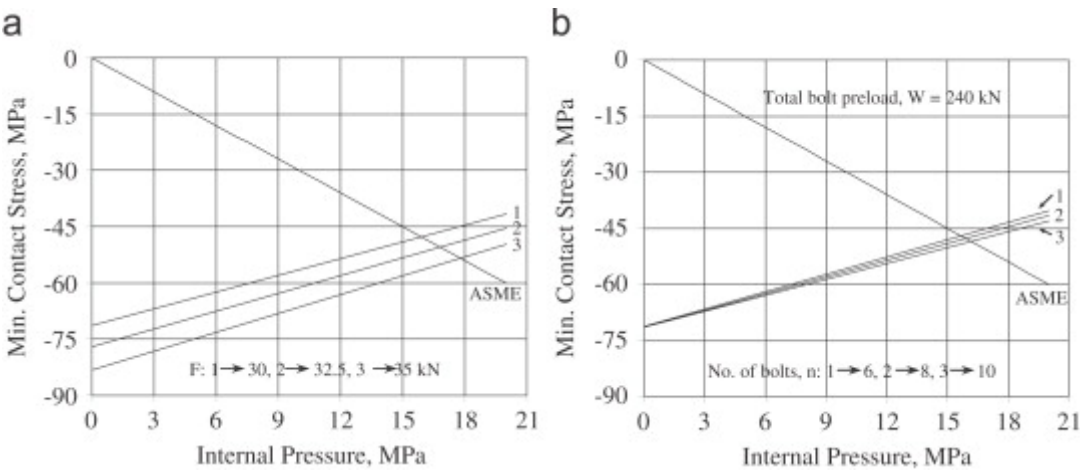 a
Min. Contact Stress, MPa
0
-15
-30
-45
-60
-75
-90
1
2
3
ASME
F: 1→30, 2→ 32.5, 3 →35 kN
0 3 6 9 12 15 18 21
Internal Pressure, MPa
b
Min. Contact Stress, MPa
0
-15
-30
-45
-60
-75
-90
Total bolt preload, W = 240 kN
1
2
3
ASME
No. of bolts, n: 1→6, 2→8, 3→10
0 3 6 9 12 15 18 21
Internal Pressure, MPa